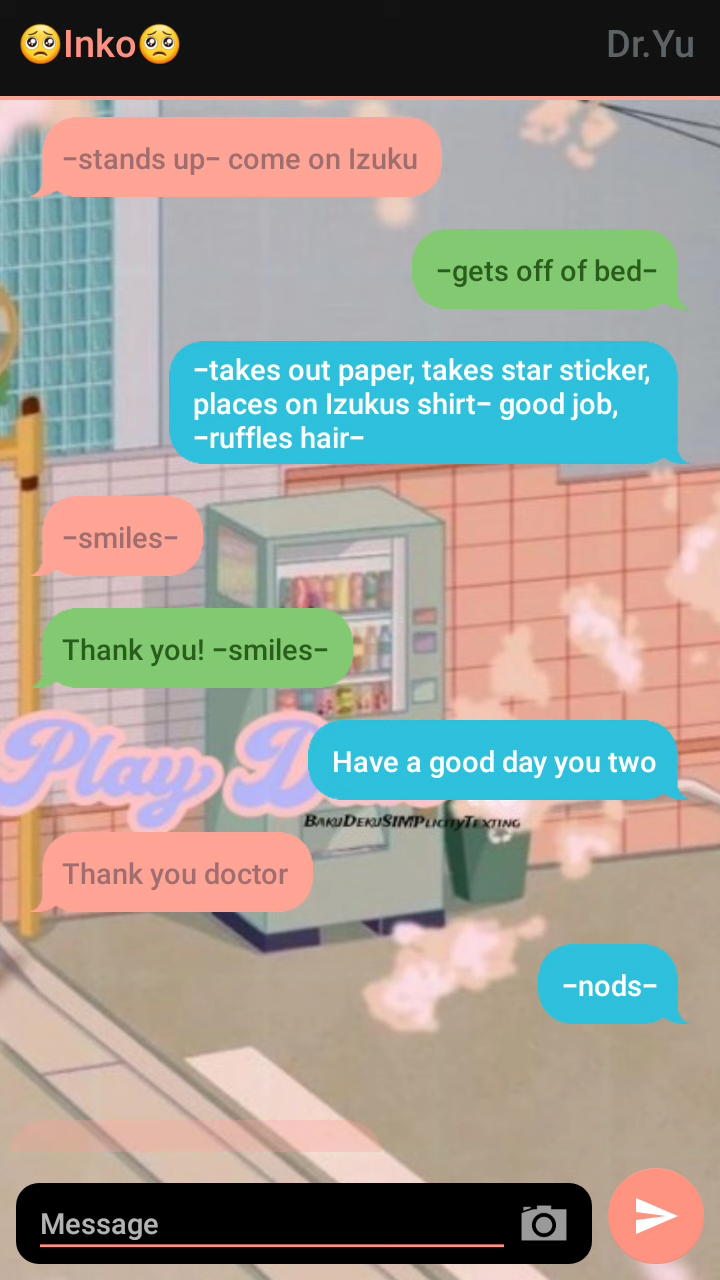 🥺Inko🥺
Dr.Yu
−stands up− come on Izuku
−gets off of bed−
−takes out paper, takes star sticker,
places on Izukus shirt− good job,
−ruffles hair−
−smiles−
Thank you! −smiles−
Play D
Have a good day you two
BakuDekuSIMPlicityTexting
Thank you doctor
−nods−
Message